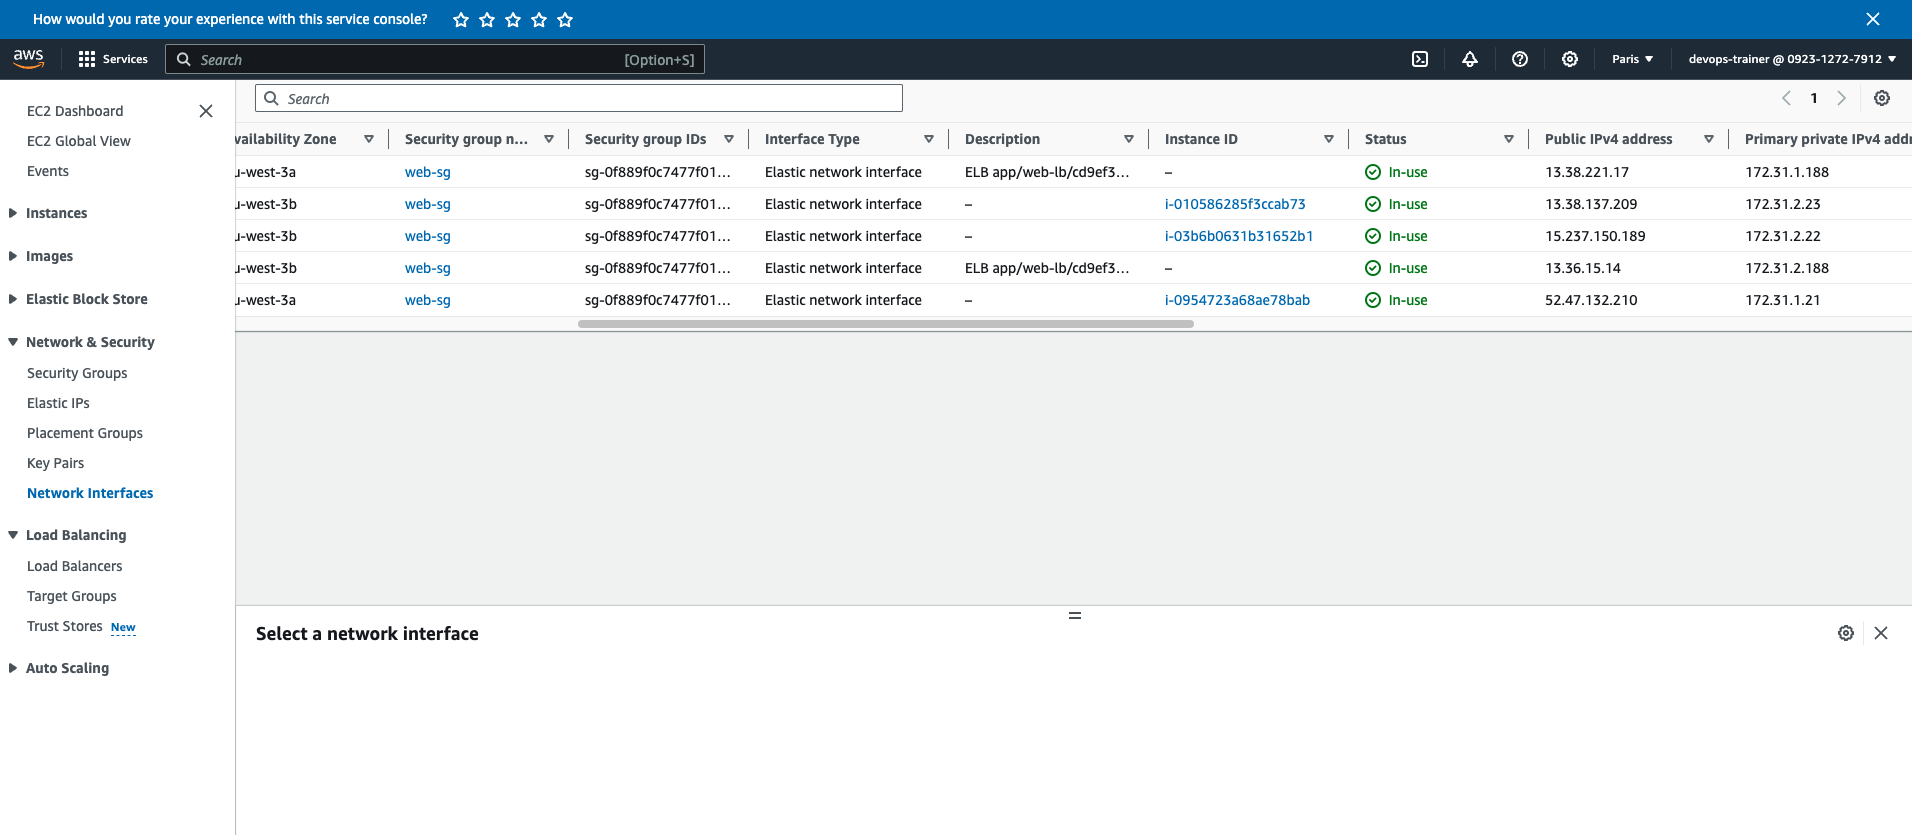 How would you rate your experience with this service console?
aws Services Search [Option+S] Paris devops-trainer @ 0923-1272-7912
EC2 Dashboard
EC2 Global View
Events
Instances
Images
Elastic Block Store
Network & Security
Security Groups
Elastic IPs
Placement Groups
Key Pairs
Network Interfaces
Load Balancing
Load Balancers
Target Groups
Trust Stores New
Auto Scaling
Search 1
vailability Zone Security group n... Security group IDs Interface Type Description Instance ID Status Public IPv4 address Primary private IPv4 addr
u-west-3a web-sg sg-0f889f0c7477f01... Elastic network interface ELB app/web-lb/cd9ef3... – In-use 13.38.221.17 172.31.1.188
u-west-3b web-sg sg-0f889f0c7477f01... Elastic network interface – i-010586285f3ccab73 In-use 13.38.137.209 172.31.2.23
u-west-3b web-sg sg-0f889f0c7477f01... Elastic network interface – i-03b6b0631b31652b1 In-use 15.237.150.189 172.31.2.22
u-west-3b web-sg sg-0f889f0c7477f01... Elastic network interface ELB app/web-lb/cd9ef3... – In-use 13.36.15.14 172.31.2.188
u-west-3a web-sg sg-0f889f0c7477f01... Elastic network interface – i-0954723a68ae78bab In-use 52.47.132.210 172.31.1.21
Select a network interface